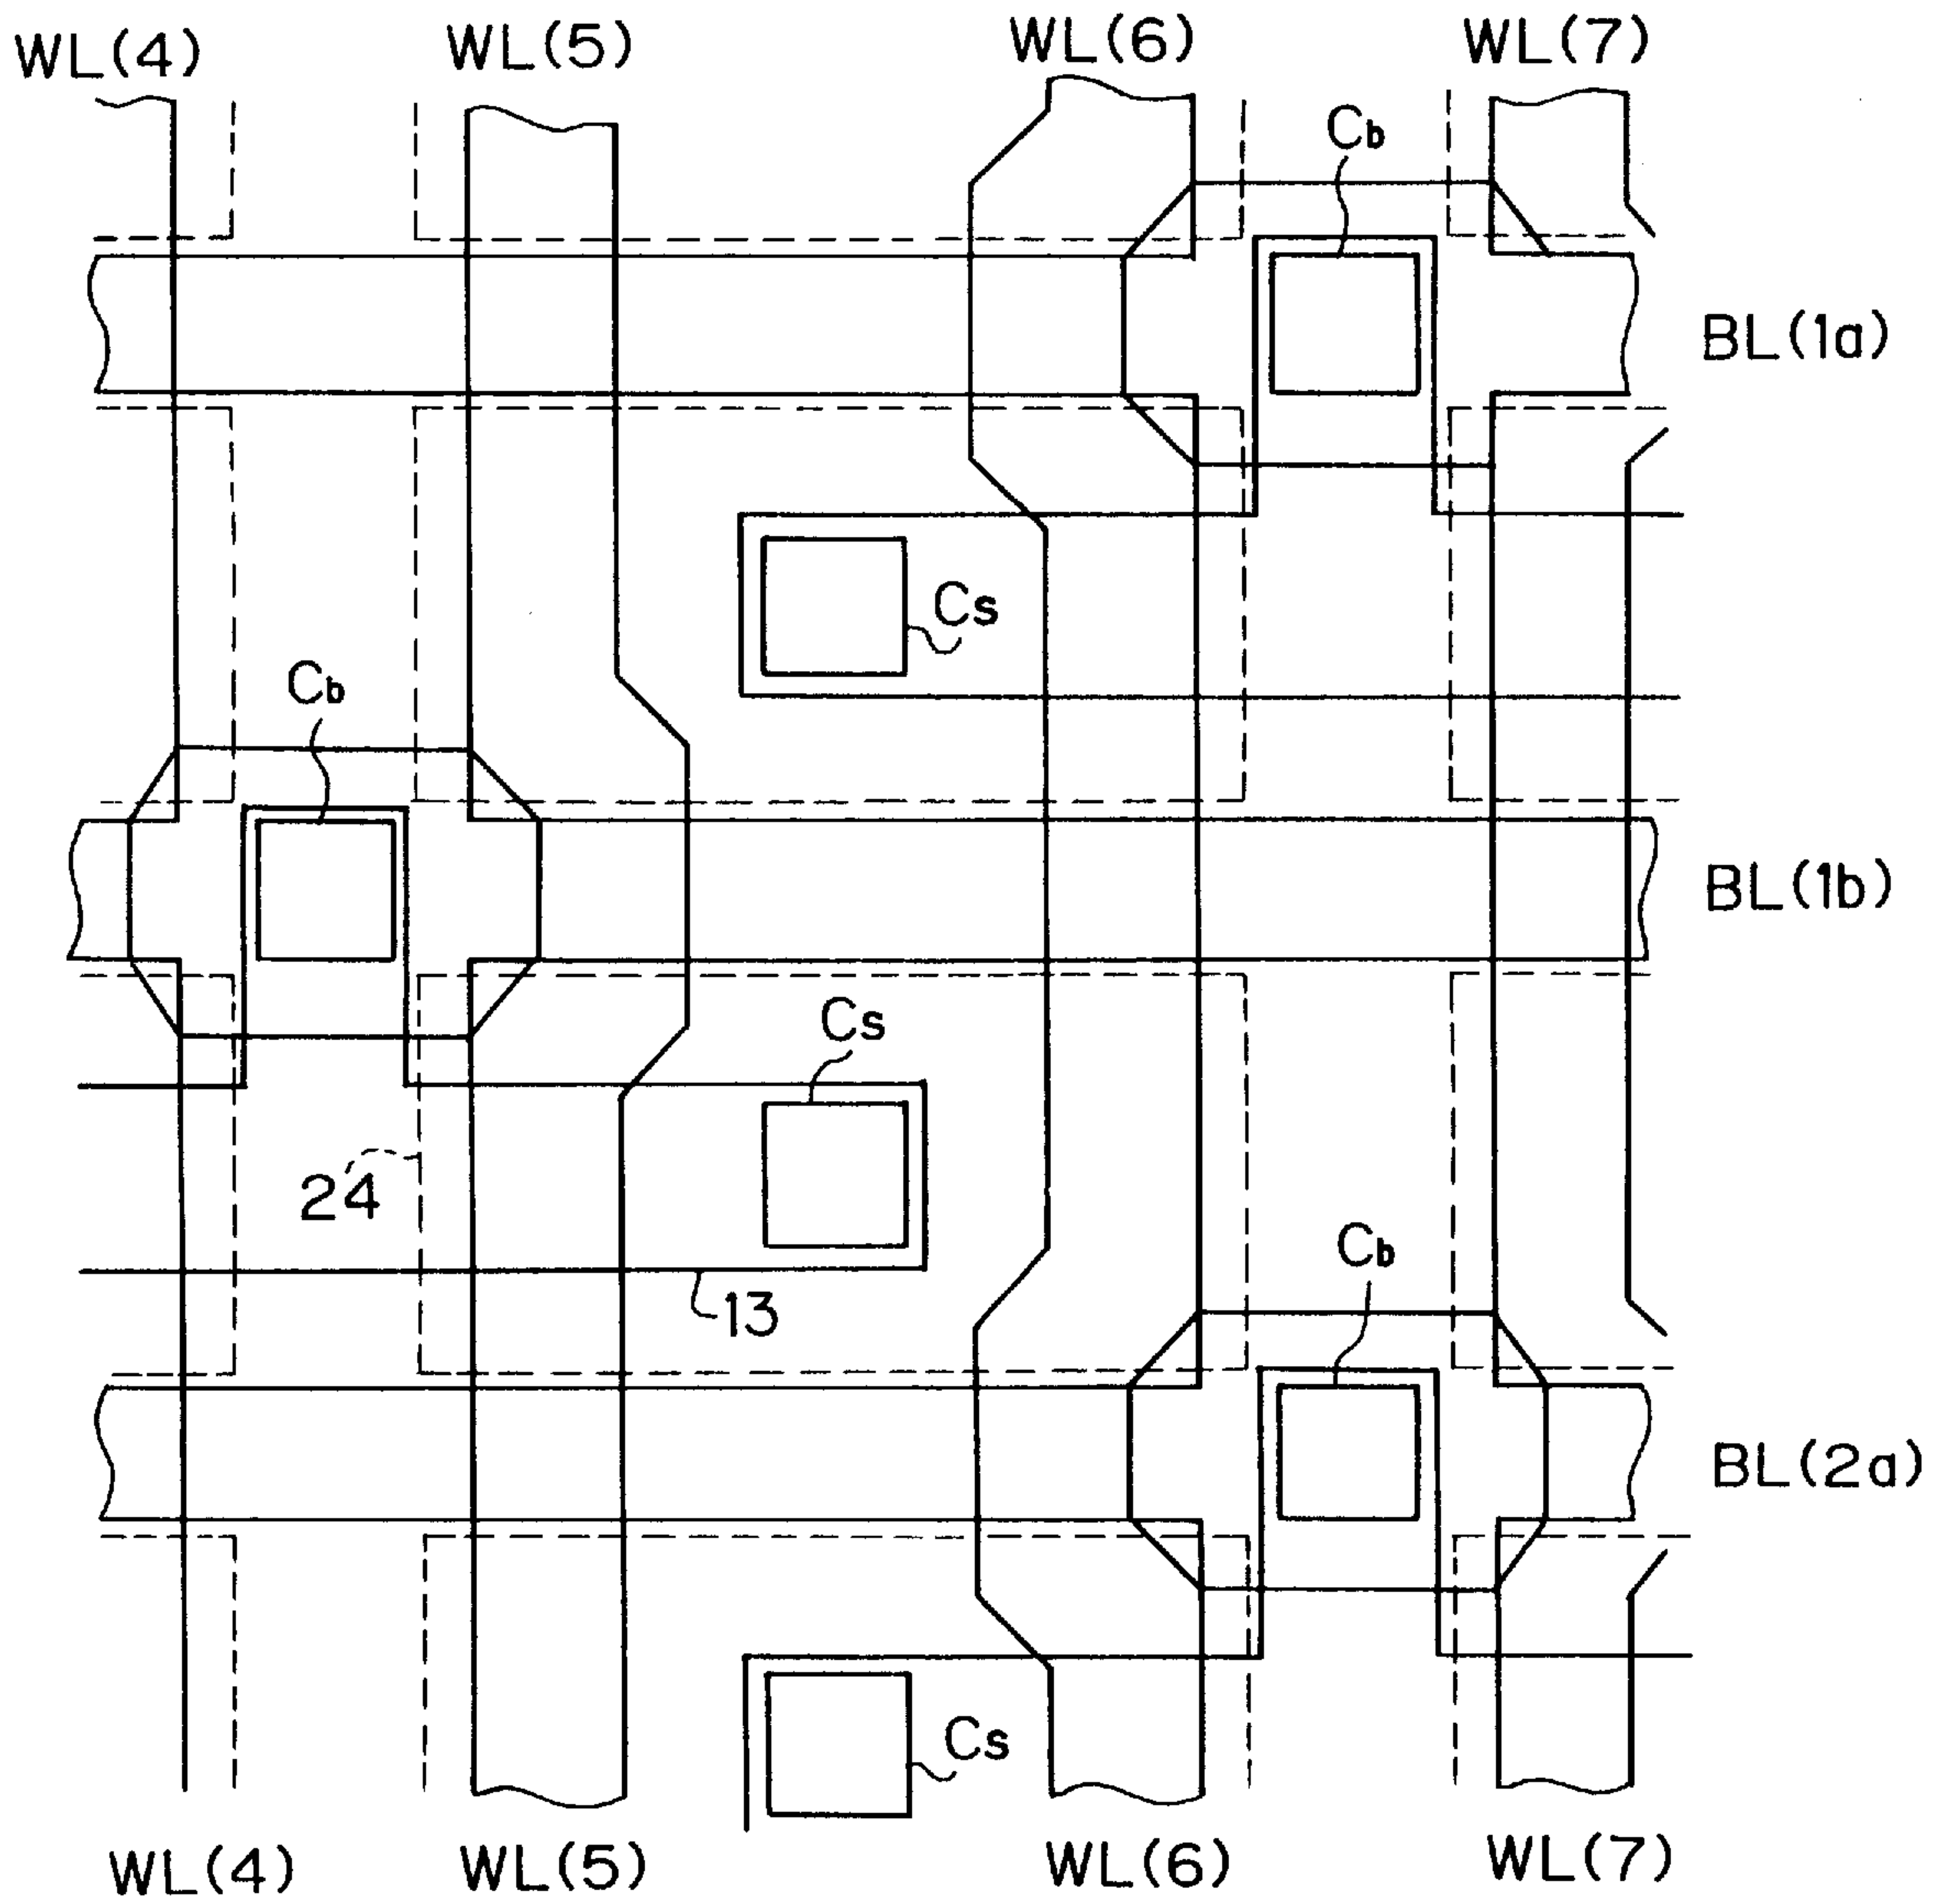 WL(4) WL(5) WL(6) WL(7)
Cb
BL(1a)
Cs
Cb
BL(1b)
Cs
24
Cb
13
BL(2a)
Cs
WL(4) WL(5) WL(6) WL(7)